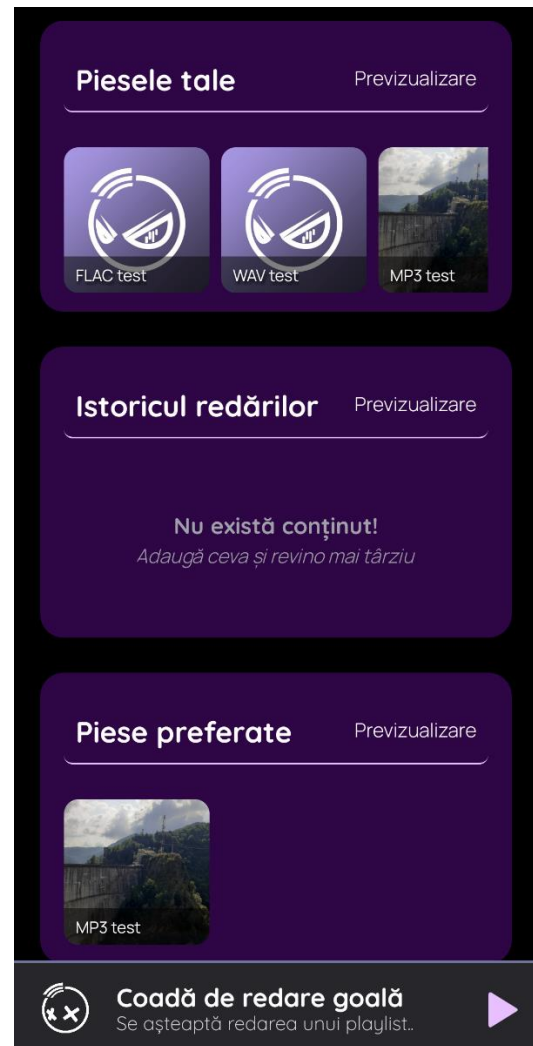 Piesele tale
Previzualizare
FLAC test
WAV test
MP3 test
Istoricul redărilor
Previzualizare
Nu există conținut!
Adaugă ceva și revino mai târziu
Piese preferate
Previzualizare
MP3 test
Coadă de redare goală
Se așteaptă redarea unui playlist..